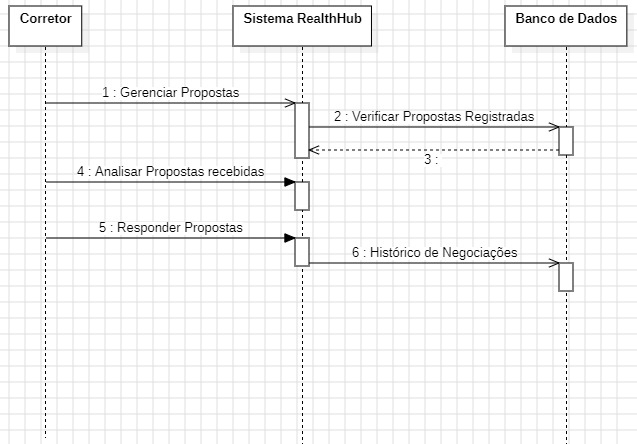 Corretor
Sistema RealthHub
Banco de Dados
1 : Gerenciar Propostas
2 : Verificar Propostas Registradas
3 :
4 : Analisar Propostas recebidas
5 : Responder Propostas
6 : Histórico de Negociações